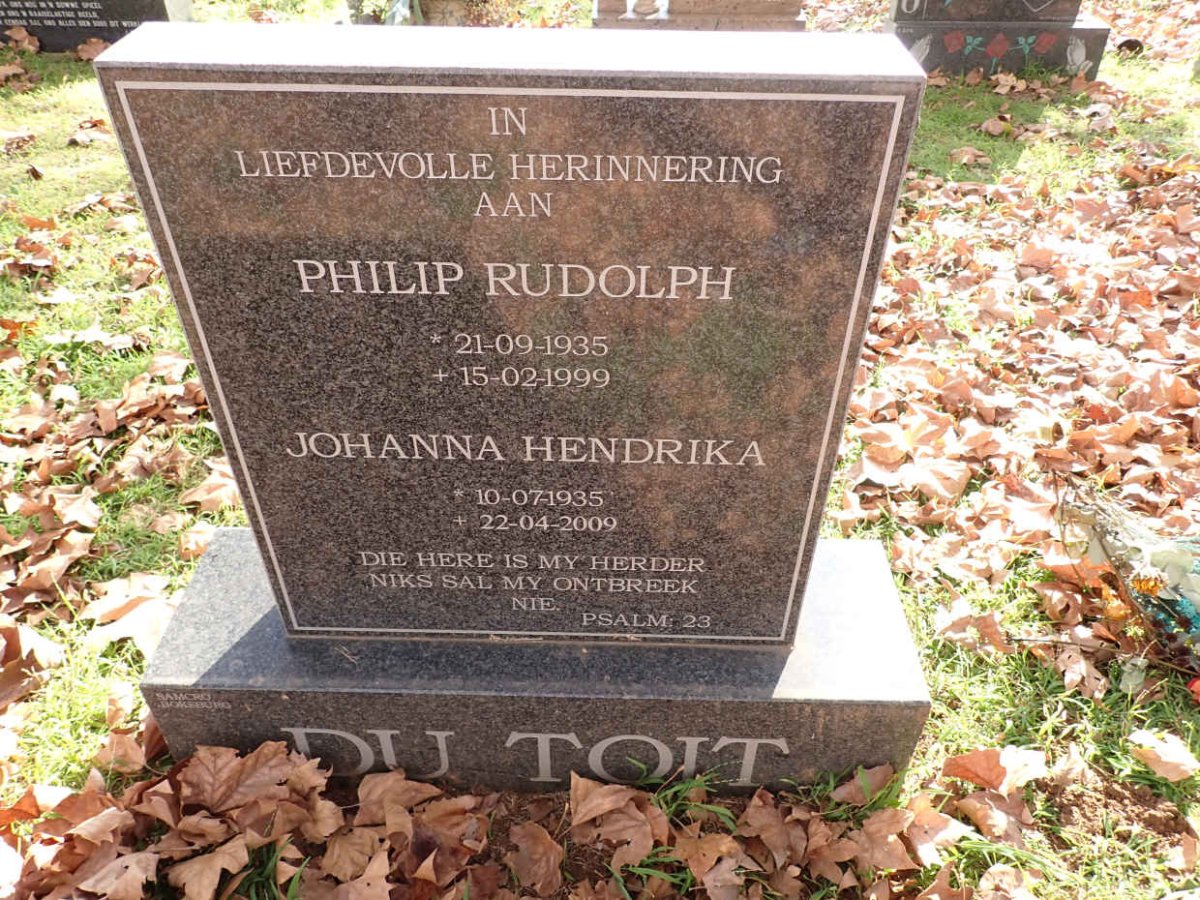 IN
LIEFDEVOLLE HERINNERING
AAN
PHILIP RUDOLPH
* 21-09-1935
+ 15-02-1999
JOHANNA HENDRIKA
* 10-07-1935
+ 22-04-2009
DIE HERE IS MY HERDER
NIKS SAL MY ONTBREEK
NIE.
PSALM: 23
DU TOIT